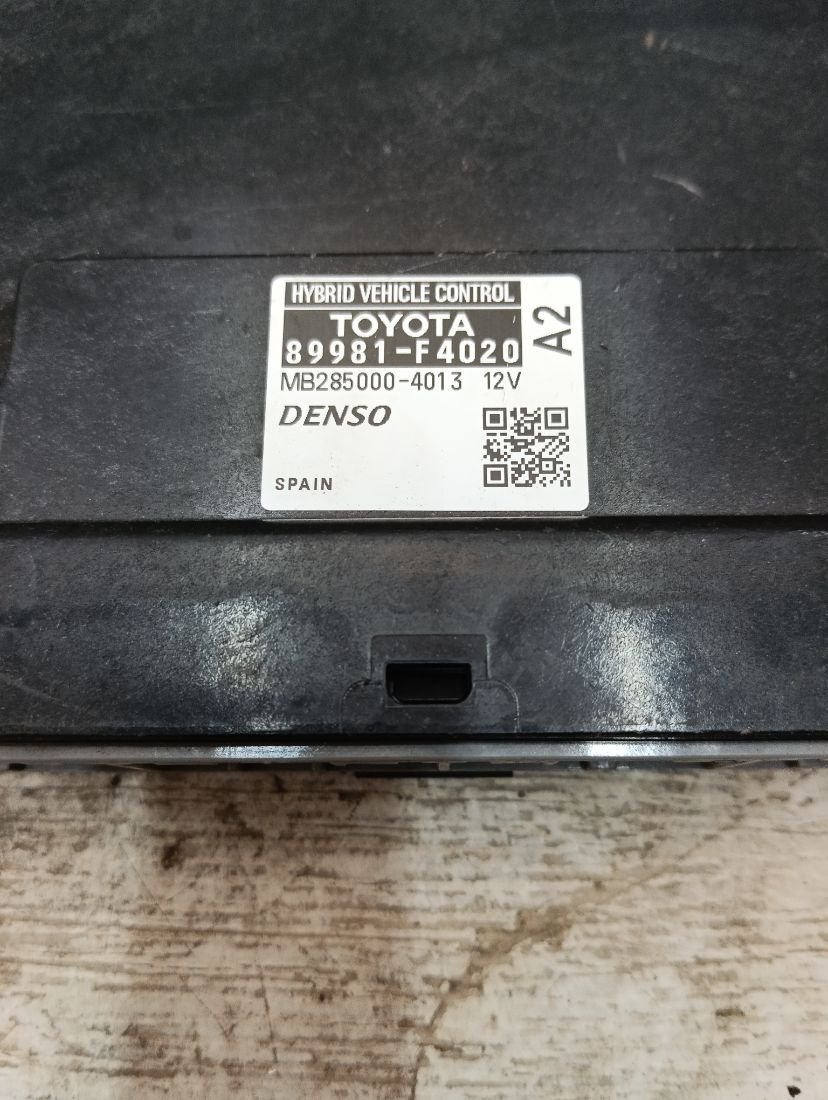 HYBRID VEHICLE CONTROL
TOYOTA
89981-F4020
A2
MB285000-4013 12V
DENSO
SPAIN